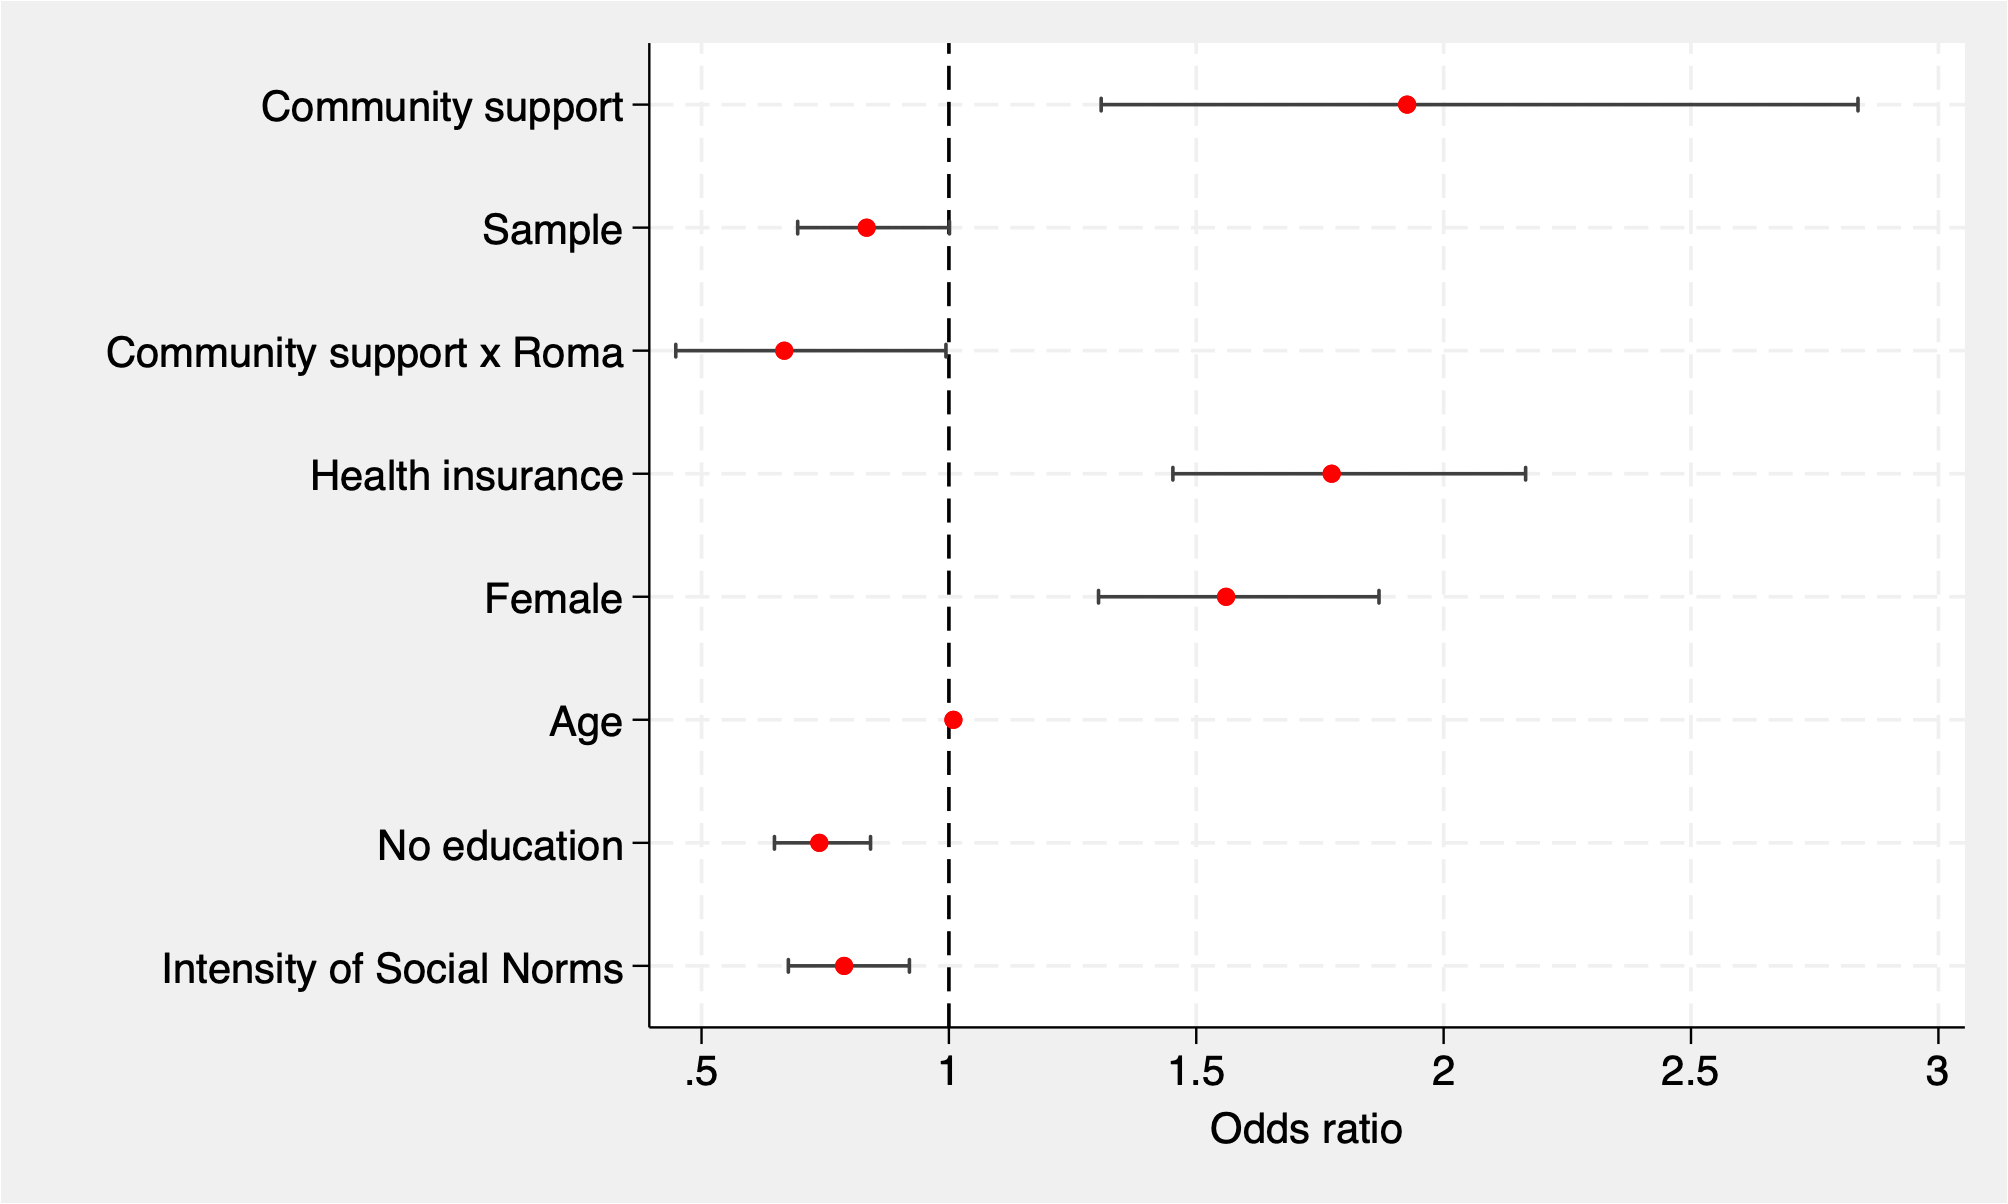 Community support
Sample
Community support x Roma
Health insurance
Female
Age
No education
Intensity of Social Norms
.5 1 1.5 2 2.5 3
Odds ratio